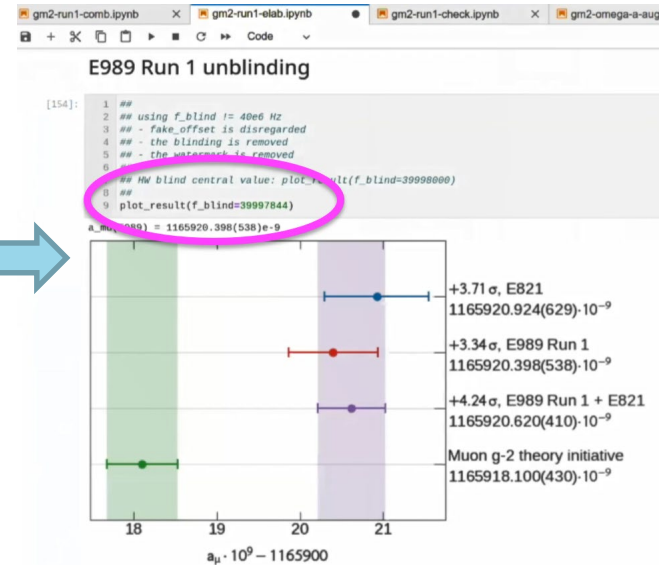 gm2-run1-comb.ipynb × gm2-run1-elab.ipynb gm2-run1-check.ipynb × gm2-omega-a-aug
Code
E989 Run 1 unblinding
[154]:
1 ##
2 ## using f_blind != 40e6 Hz
3 ## - fake_offset is disregarded
4 ## - the blinding is removed
5 ## - the watermark is removed
6 ##
## HW blind central value: plot_result(f_blind=39998000)
8 ##
9 plot_result(f_blind=39997844)
a_mu(E989) = 1165920.398(538)e-9
+3.71 σ, E821
1165920.924(629)·10⁻⁹
+3.34 σ, E989 Run 1
1165920.398(538)·10⁻⁹
+4.24 σ, E989 Run 1 + E821
1165920.620(410)·10⁻⁹
Muon g-2 theory initiative
1165918.100(430)·10⁻⁹
18 19 20 21
aμ · 10⁹ − 1165900